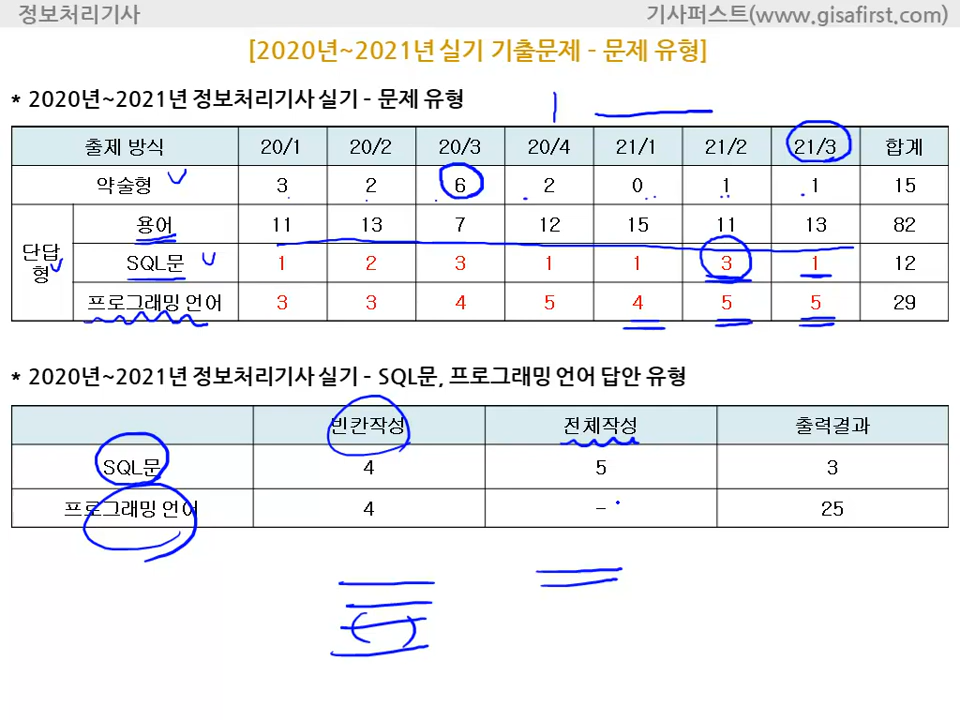 정보처리기사
기사퍼스트(www.gisafirst.com)
[2020년~2021년 실기 기출문제 - 문제 유형]
* 2020년~2021년 정보처리기사 실기 - 문제 유형
출제 방식 20/1 20/2 20/3 20/4 21/1 21/2 21/3 합계
약술형 3 2 6 2 0 1 1 15
단답형 용어 11 13 7 12 15 11 13 82
SQL문 1 2 3 1 1 3 1 12
프로그래밍 언어 3 3 4 5 4 5 5 29
* 2020년~2021년 정보처리기사 실기 - SQL문, 프로그래밍 언어 답안 유형
빈칸작성 전체작성 출력결과
SQL문 4 5 3
프로그래밍 언어 4 - 25